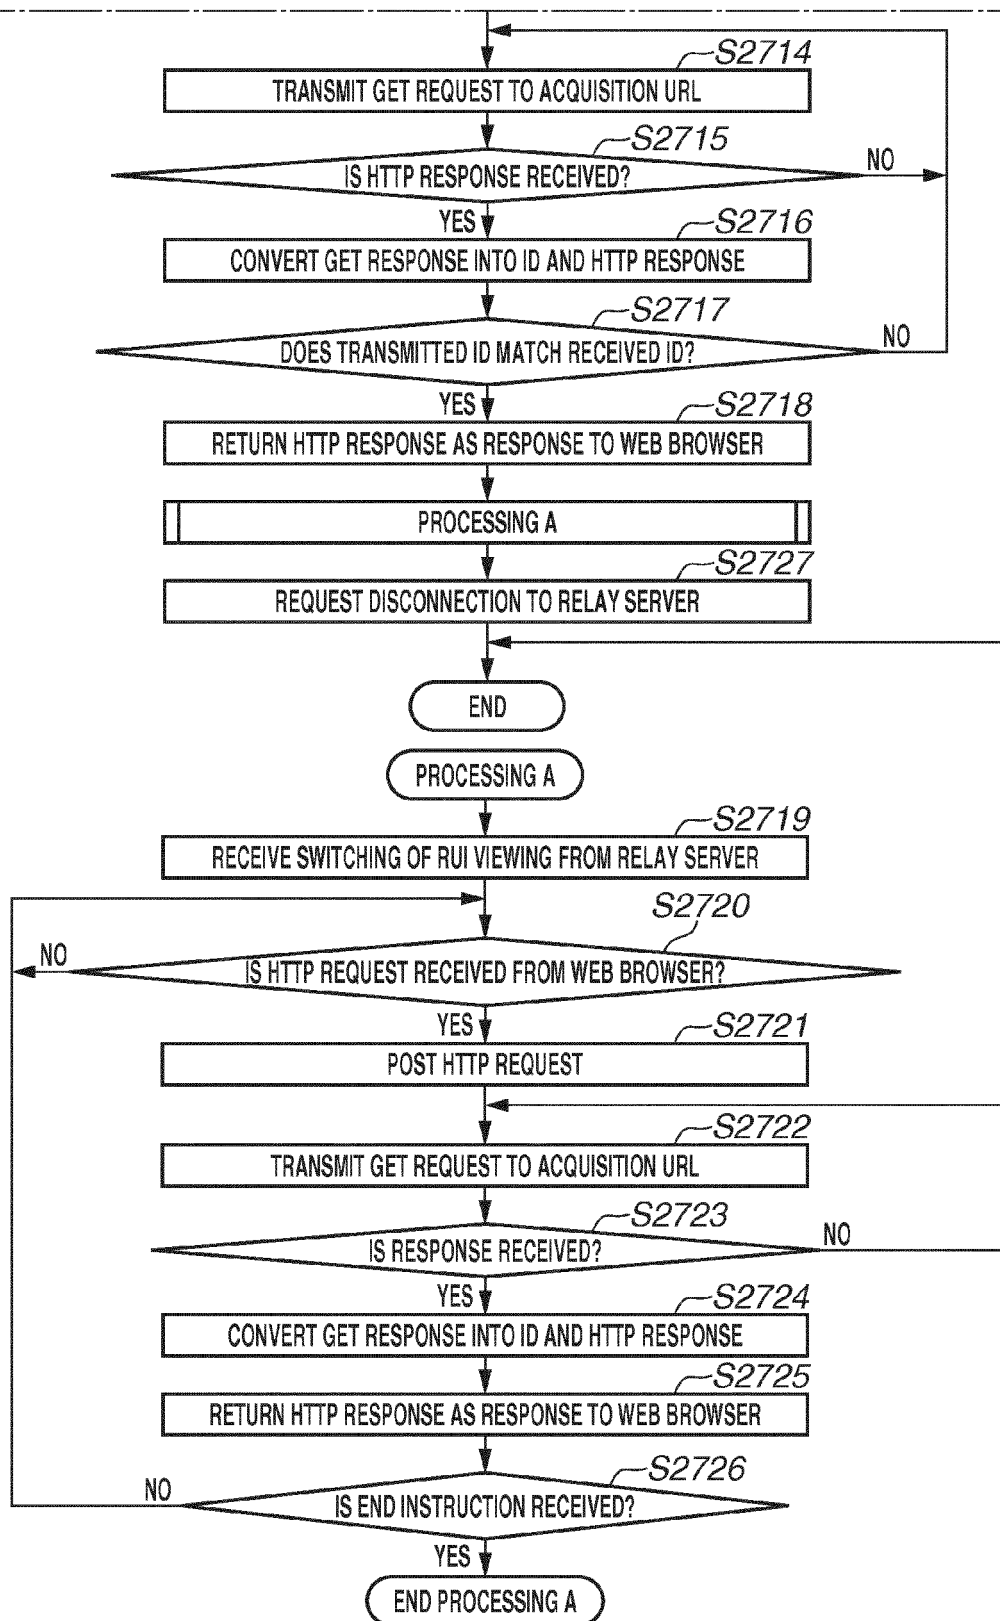 S2714
TRANSMIT GET REQUEST TO ACQUISITION URL
S2715
IS HTTP RESPONSE RECEIVED?
NO
YES
S2716
CONVERT GET RESPONSE INTO ID AND HTTP RESPONSE
S2717
DOES TRANSMITTED ID MATCH RECEIVED ID?
NO
YES
S2718
RETURN HTTP RESPONSE AS RESPONSE TO WEB BROWSER
PROCESSING A
S2727
REQUEST DISCONNECTION TO RELAY SERVER
END
PROCESSING A
S2719
RECEIVE SWITCHING OF RUI VIEWING FROM RELAY SERVER
S2720
NO
IS HTTP REQUEST RECEIVED FROM WEB BROWSER?
YES
S2721
POST HTTP REQUEST
S2722
TRANSMIT GET REQUEST TO ACQUISITION URL
S2723
IS RESPONSE RECEIVED?
NO
YES
S2724
CONVERT GET RESPONSE INTO ID AND HTTP RESPONSE
S2725
RETURN HTTP RESPONSE AS RESPONSE TO WEB BROWSER
S2726
NO
IS END INSTRUCTION RECEIVED?
YES
END PROCESSING A